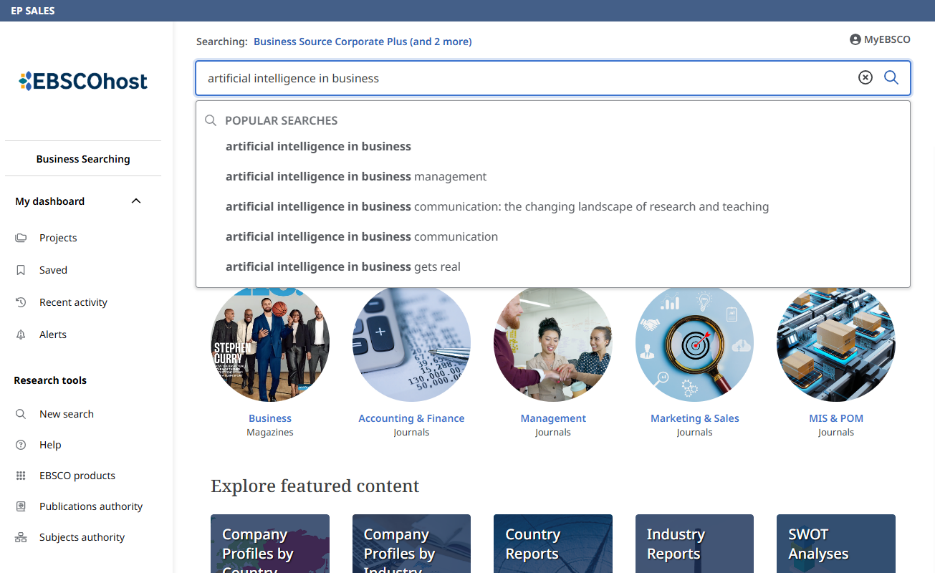 EP SALES
EBSCOhost
Business Searching
My dashboard
Projects
Saved
Recent activity
Alerts
Research tools
New search
Help
EBSCO products
Publications authority
Subjects authority
Searching: Business Source Corporate Plus (and 2 more)
MyEBSCO
artificial intelligence in business
POPULAR SEARCHES
artificial intelligence in business
artificial intelligence in business management
artificial intelligence in business communication: the changing landscape of research and teaching
artificial intelligence in business communication
artificial intelligence in business gets real
STEPHEN
CURRY
Business
Magazines
Accounting & Finance
Journals
Management
Journals
Marketing & Sales
Journals
MIS & POM
Journals
Explore featured content
Company
Profiles by
Country
Company
Profiles by
Industry
Country
Reports
Industry
Reports
SWOT
Analyses